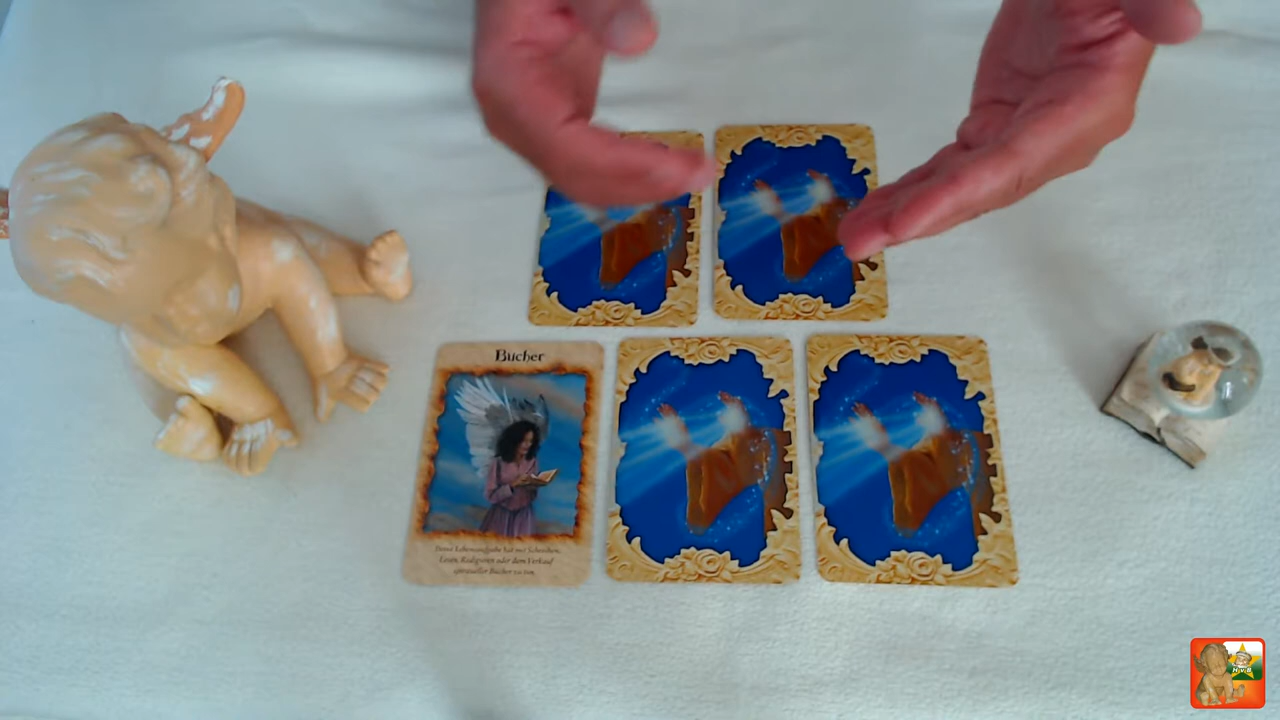 Bücher
Deine Lebensaufgabe hat mit Schreiben,
Lesen, Redigieren oder dem Verkauf
spiritueller Bücher zu tun.